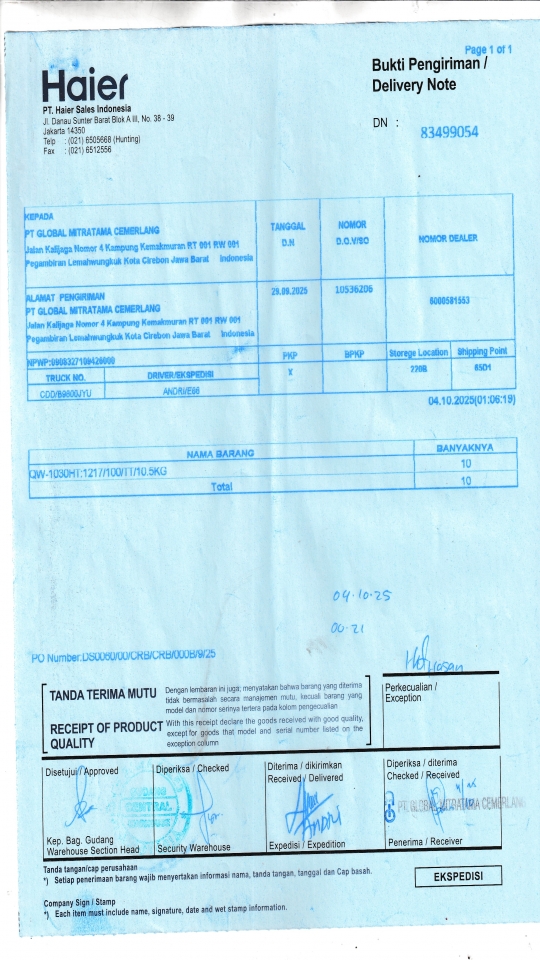 Page 1 of 1
Haier
Bukti Pengiriman /
Delivery Note
PT. Haier Sales Indonesia
Jl. Danau Sunter Barat Blok A III, No. 38 - 39
Jakarta 14350
Telp : (021) 6505668 (Hunting)
Fax : (021) 6512556
DN : 83499054
KEPADA
PT GLOBAL MITRATAMA CEMERLANG
Jalan Kalijaga Nomor 4 Kampung Kemakmuran RT 001 RW 001
Pegambiran Lemahwungkuk Kota Cirebon Jawa Barat Indonesia
TANGGAL
D.N
NOMOR
D.O.V/SO
NOMOR DEALER
ALAMAT PENGIRIMAN
PT GLOBAL MITRATAMA CEMERLANG
Jalan Kalijaga Nomor 4 Kampung Kemakmuran RT 001 RW 001
Pegambiran Lemahwungkuk Kota Cirebon Jawa Barat Indonesia
29.09.2025
10536206
8000581553
NPWP:
PKP
BPKP
Storege Location
Shipping Point
TRUCK NO.
DRIVER/EKSPEDISI
X
220B
65D1
CDD/B9800JYU
ANDRI/E66
04.10.2025(01:06:19)
NAMA BARANG
BANYAKNYA
QW-1030HT;1217/100/TT/10.5KG
10
Total
10
04.10.25
00.21
PO Number:DS0060/00/CRB/CRB/000B/9/25
Hasan
TANDA TERIMA MUTU
Dengan lembaran ini juga; menyatakan bahwa barang yang diterima
tidak bermasalah secara manajemen mutu, kecuali barang yang
model dan nomor serinya tertera pada kolom pengecualian
RECEIPT OF PRODUCT
QUALITY
With this receipt declare the goods received with good quality,
except for goods that model and serial number listed on the
exception column
Perkecualian /
Exception
Disetujui / Approved
Diperiksa / Checked
Diterima / dikirimkan
Received / Delivered
Diperiksa / diterima
Checked / Received
GUDANG
CENTRAL
ANDRI
PT. GLOBAL MITRATAMA CEMERLANG
Kep. Bag. Gudang
Warehouse Section Head
Security Warehouse
Expedisi / Expedition
Penerima / Receiver
Tanda tangan/cap perusahaan
*) Setiap penerimaan barang wajib menyertakan informasi nama, tanda tangan, tanggal dan Cap basah.
EKSPEDISI
Company Sign / Stamp
*) Each item must include name, signature, date and wet stamp information.